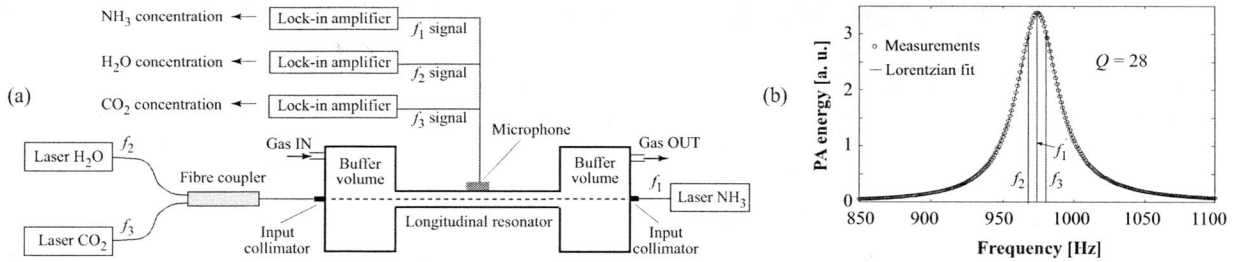 (a)
NH3 concentration
Lock-in amplifier
f1 signal
H2O concentration
Lock-in amplifier
f2 signal
CO2 concentration
Lock-in amplifier
f3 signal
Microphone
Gas IN
Gas OUT
Laser H2O
f2
Fibre coupler
Laser CO2
f3
Buffer
volume
Buffer
volume
f1
Laser NH3
Input
collimator
Longitudinal resonator
Input
collimator
(b)
PA energy [a. u.]
3
2
1
0
Measurements
Lorentzian fit
Q = 28
f1
f2
f3
850
900
950
1000
1050
1100
Frequency [Hz]